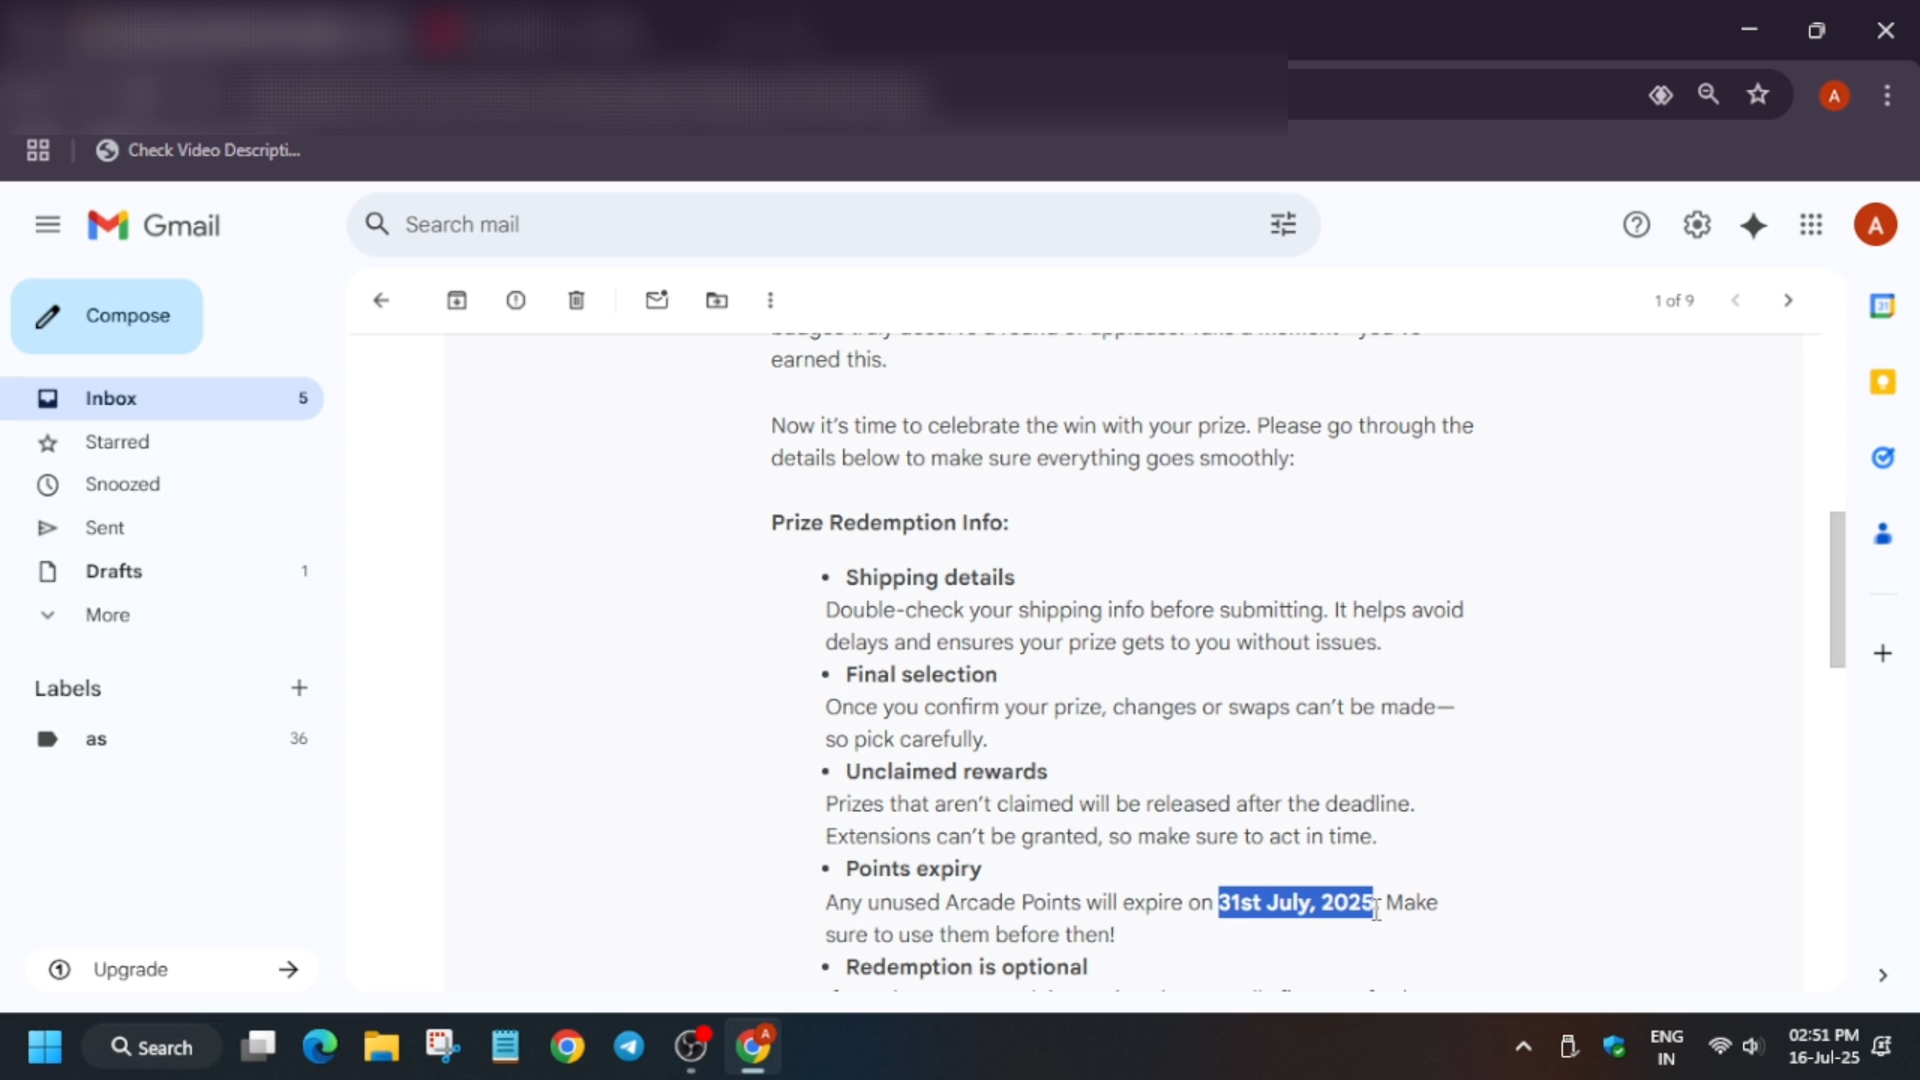 Check Video Descripti...
A
Gmail
Search mail
A
Compose
1 of 9
Inbox 5
Starred
Snoozed
Sent
Drafts 1
More
Labels
as 36
Upgrade
earned this.
Now it's time to celebrate the win with your prize. Please go through the
details below to make sure everything goes smoothly:
Prize Redemption Info:
• Shipping details
Double-check your shipping info before submitting. It helps avoid
delays and ensures your prize gets to you without issues.
• Final selection
Once you confirm your prize, changes or swaps can't be made—
so pick carefully.
• Unclaimed rewards
Prizes that aren't claimed will be released after the deadline.
Extensions can't be granted, so make sure to act in time.
• Points expiry
Any unused Arcade Points will expire on 31st July, 2025. Make
sure to use them before then!
• Redemption is optional
31
Search
A
ENG
IN
02:51 PM
16-Jul-25